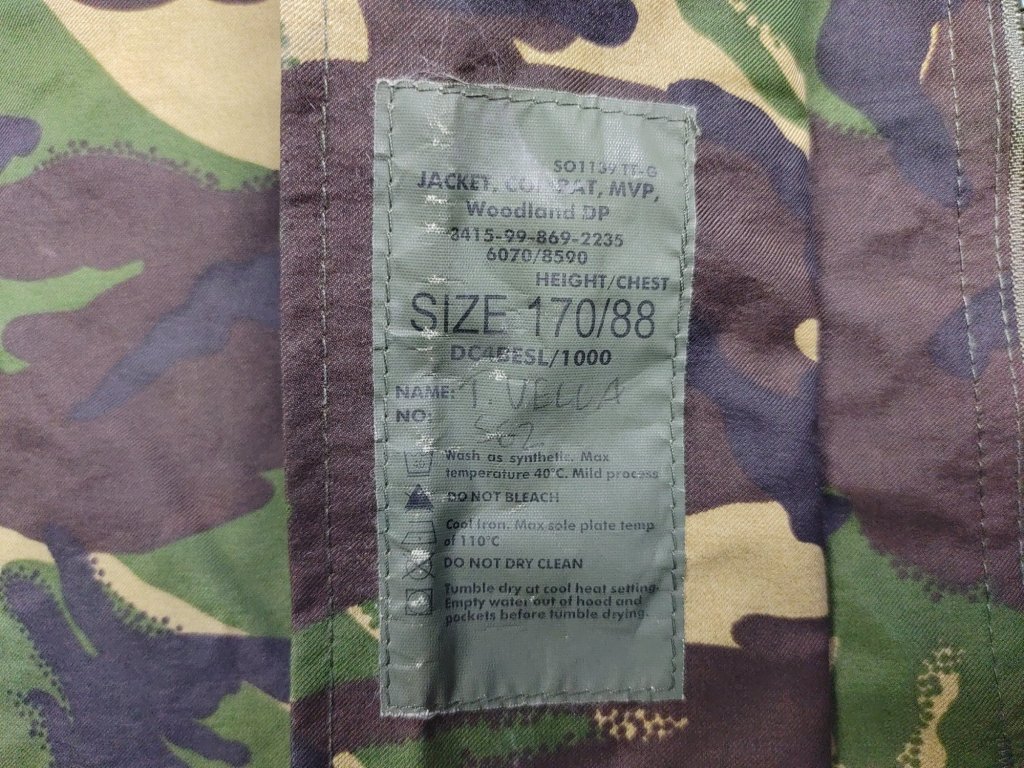 SO1139 TT-G
JACKET, COMBAT, MVP,
Woodland DP
8415-99-869-2235
6070/8590
HEIGHT/CHEST
SIZE 170/88
DC4BESL/1000
NAME: T. VELLA
NO:
Wash as synthetic. Max
temperature 40°C. Mild process
DO NOT BLEACH
Cool Iron. Max sole plate temp
of 110°C
DO NOT DRY CLEAN
Tumble dry at cool heat setting.
Empty water out of hood and
pockets before tumble drying.